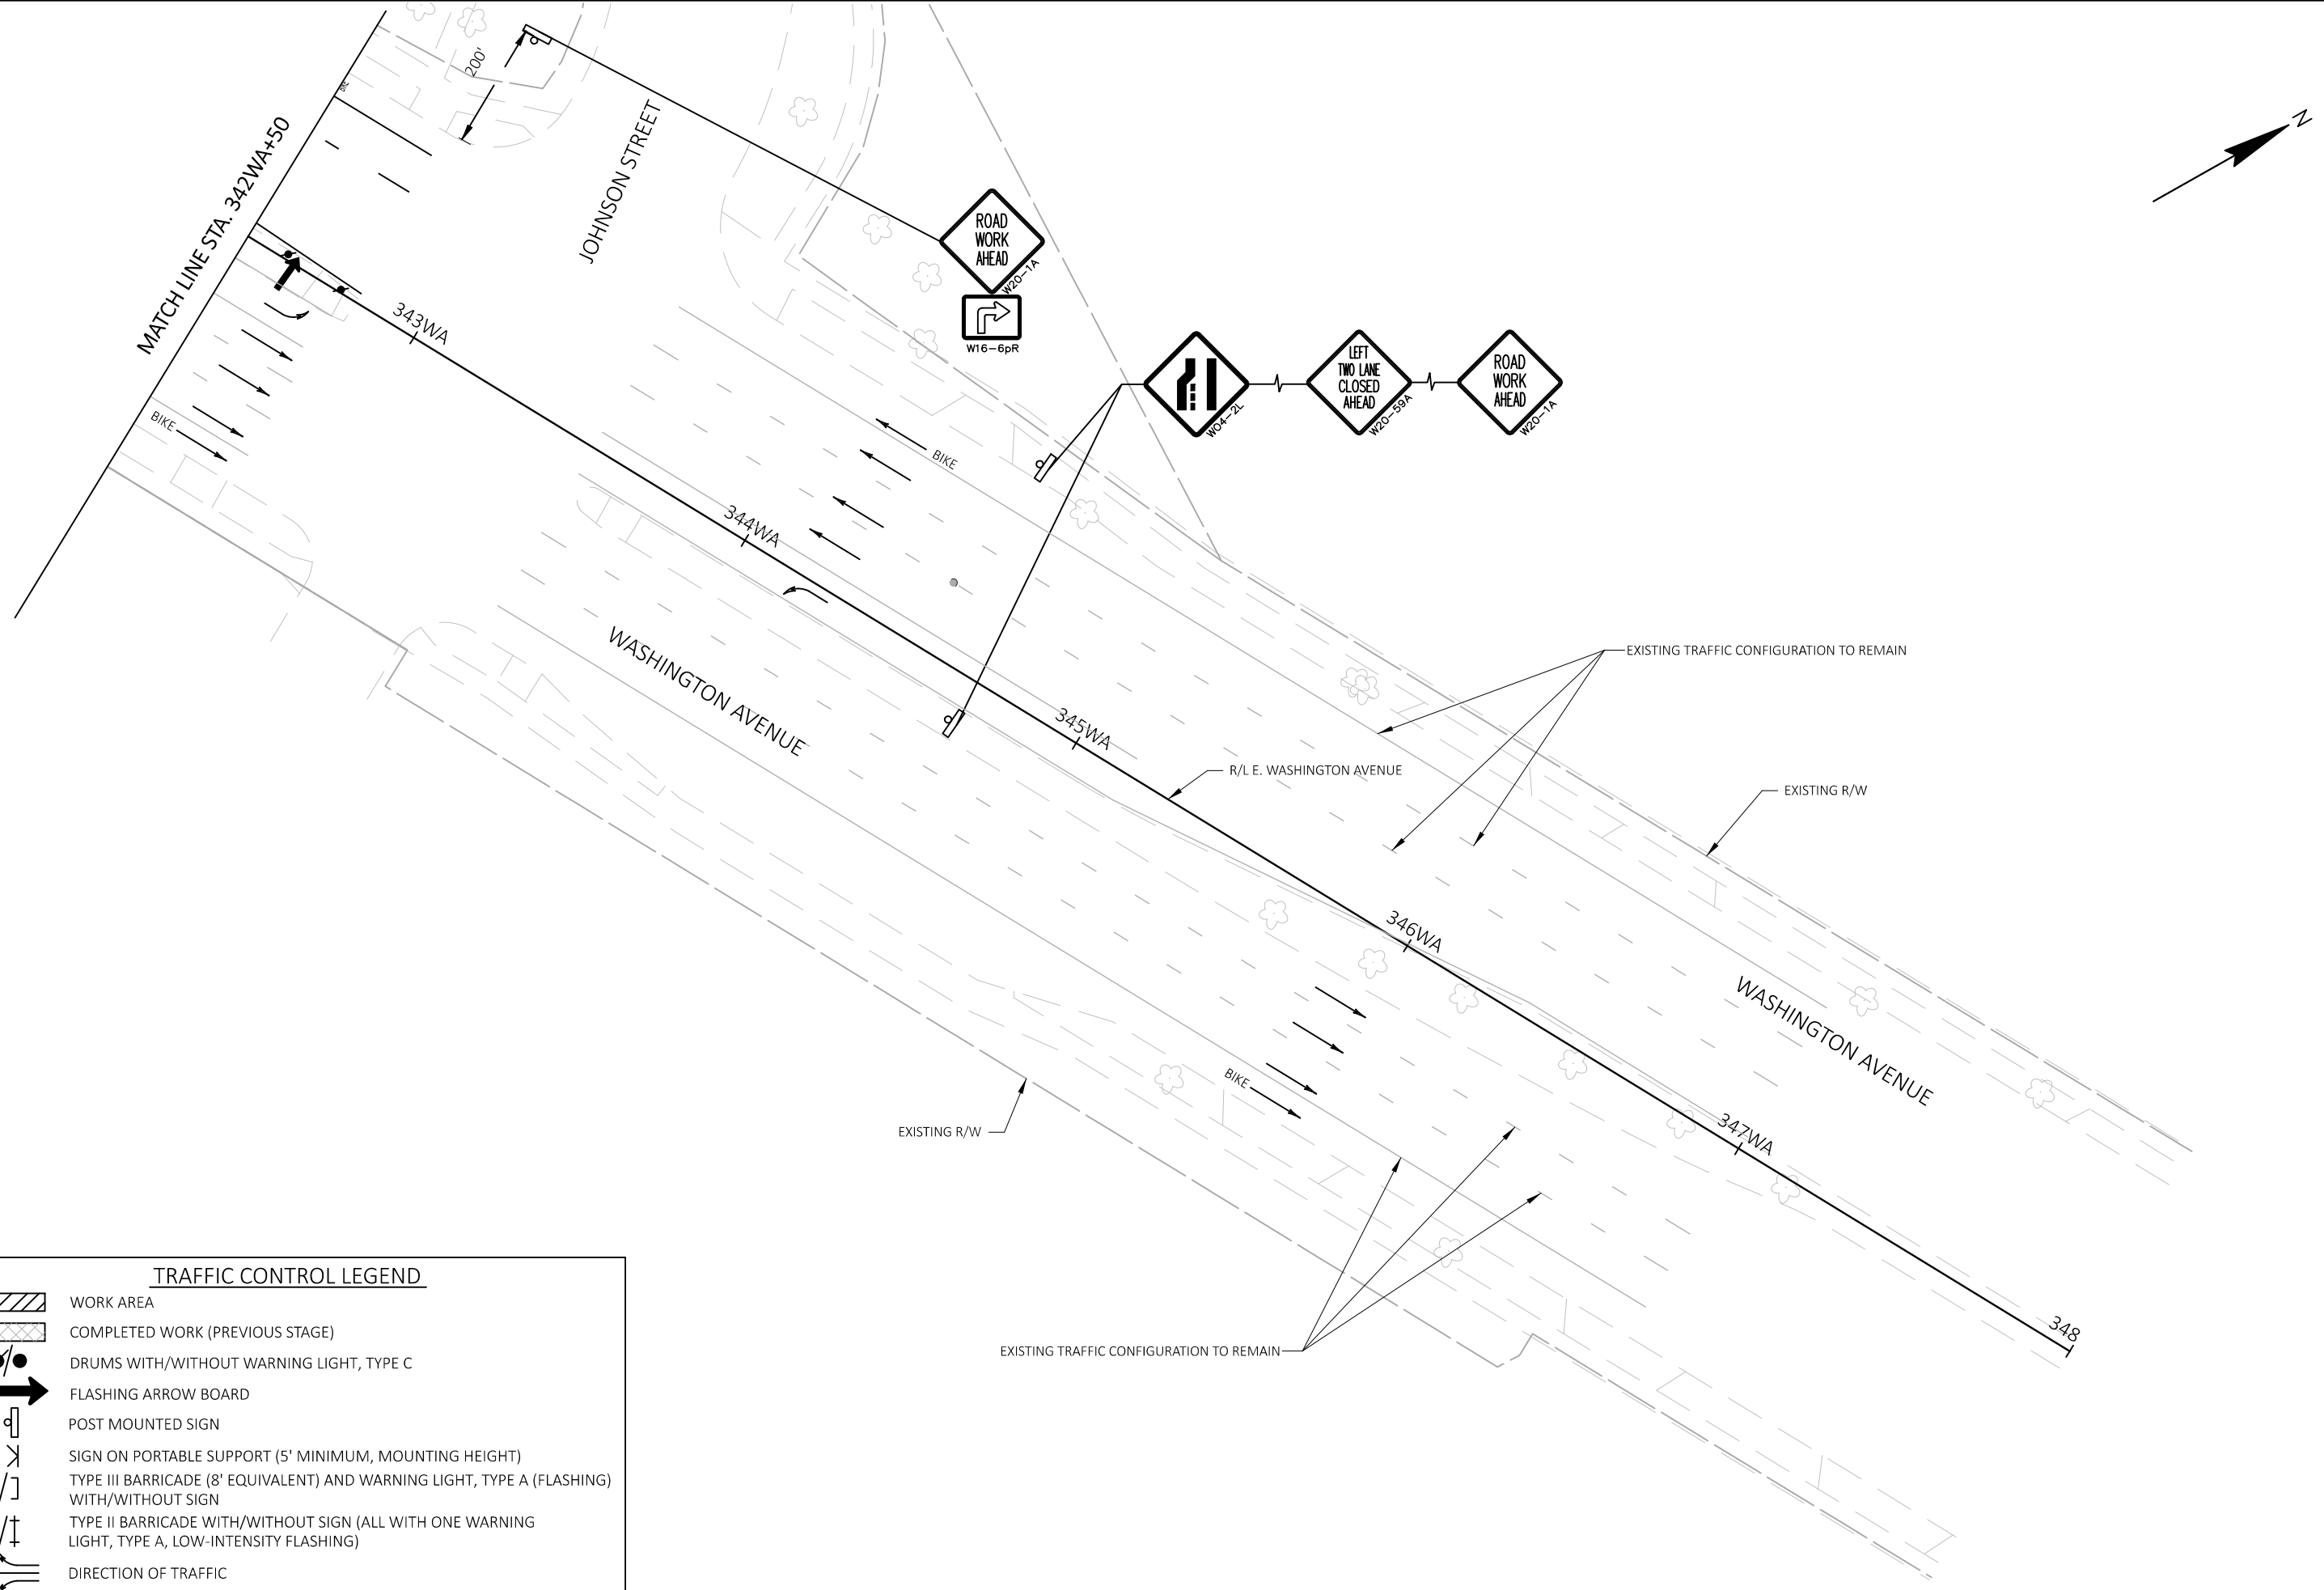 200'
BIKE
MATCH LINE STA. 342WA+50
JOHNSON STREET
N
ROAD
WORK
AHEAD
W20-1A
W16-6pR
343WA
BIKE
BIKE
W04-2L
LEFT
TWO LANE
CLOSED
AHEAD
W20-59A
ROAD
WORK
AHEAD
W20-1A
344WA
WASHINGTON AVENUE
EXISTING TRAFFIC CONFIGURATION TO REMAIN
345WA
R/L E. WASHINGTON AVENUE
EXISTING R/W
346WA
WASHINGTON AVENUE
BIKE
EXISTING R/W
347WA
348
EXISTING TRAFFIC CONFIGURATION TO REMAIN
TRAFFIC CONTROL LEGEND
WORK AREA
COMPLETED WORK (PREVIOUS STAGE)
DRUMS WITH/WITHOUT WARNING LIGHT, TYPE C
FLASHING ARROW BOARD
POST MOUNTED SIGN
SIGN ON PORTABLE SUPPORT (5' MINIMUM, MOUNTING HEIGHT)
TYPE III BARRICADE (8' EQUIVALENT) AND WARNING LIGHT, TYPE A (FLASHING)
WITH/WITHOUT SIGN
TYPE II BARRICADE WITH/WITHOUT SIGN (ALL WITH ONE WARNING
LIGHT, TYPE A, LOW-INTENSITY FLASHING)
DIRECTION OF TRAFFIC